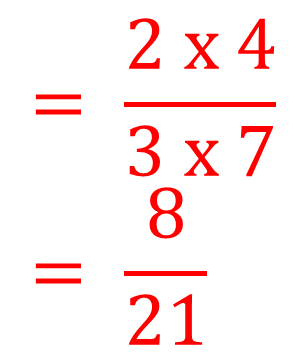 = 2 x 4
3 x 7
= 8
21